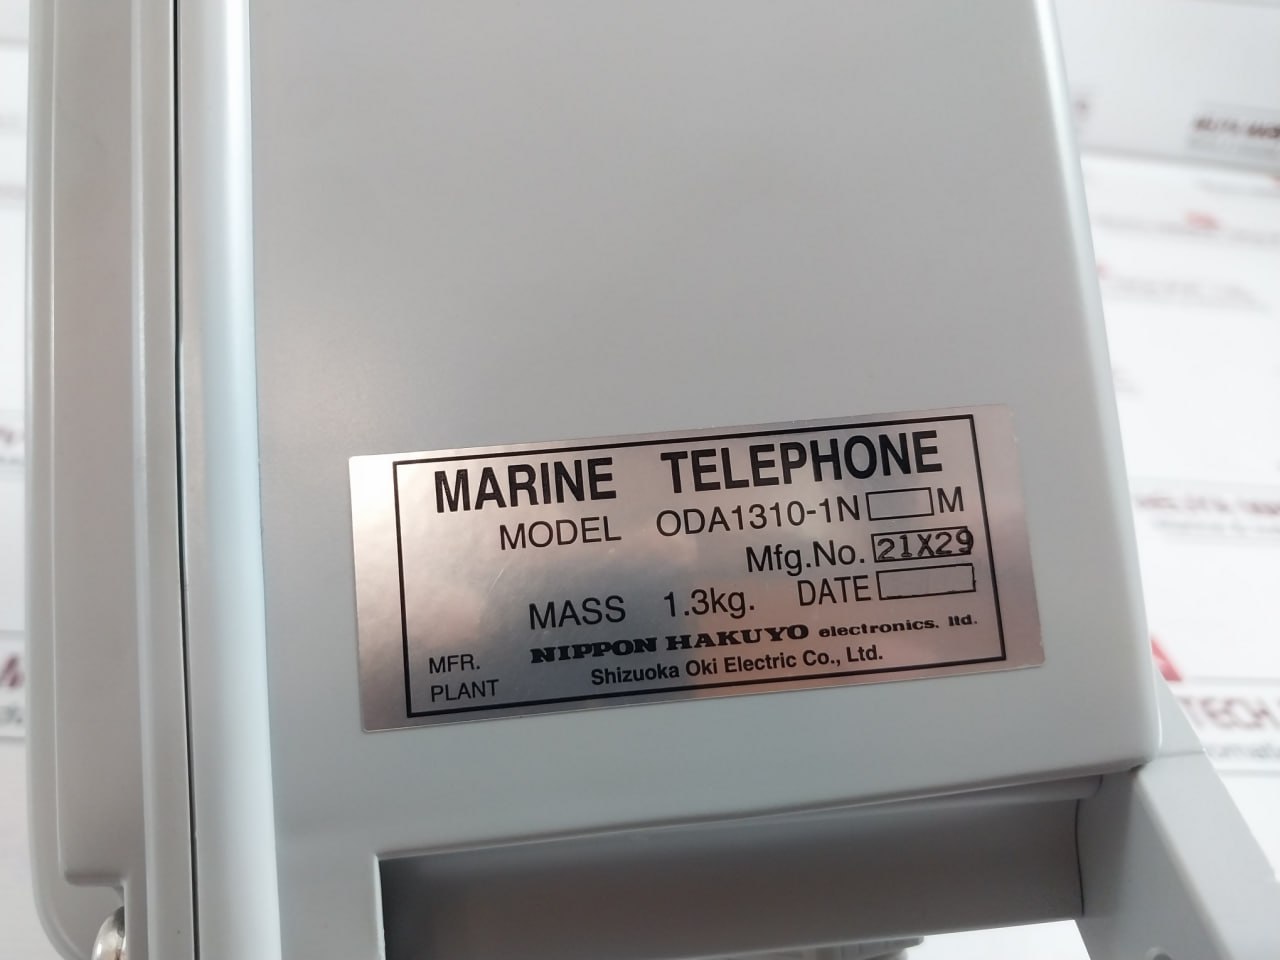 MARINE TELEPHONE
MODEL ODA1310-1N M
Mfg.No. 21X29
MASS 1.3kg. DATE
MFR. NIPPON HAKUYO electronics. ltd.
PLANT Shizuoka Oki Electric Co., Ltd.
TECH